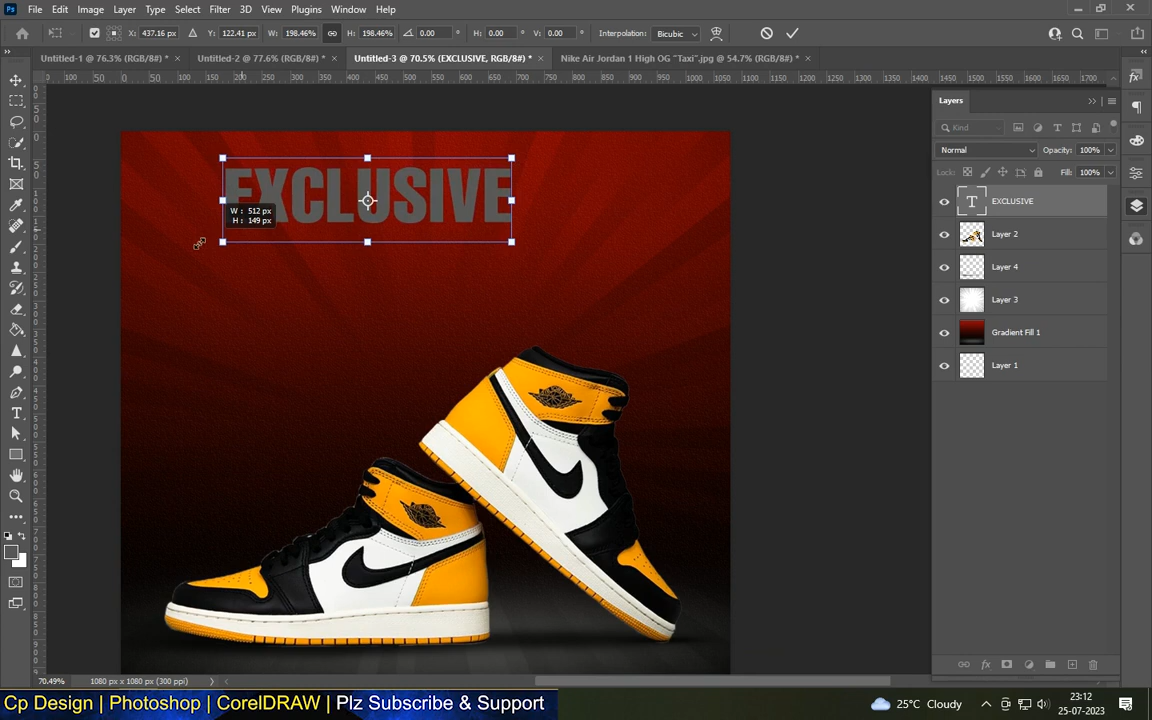 Ps File Edit Image Layer Type Select Filter 3D View Plugins Window Help
X: 437.16 px Y: 122.41 px W: 198.46% H: 198.46% 0.00 ° H: 0.00 ° V: 0.00 ° Interpolation: Bicubic
Untitled-1 @ 76.3% (RGB/8#) * × Untitled-2 @ 77.6% (RGB/8#) * × Untitled-3 @ 70.5% (EXCLUSIVE, RGB/8#) * × Nike Air Jordan 1 High OG "Taxi".jpg @ 54.7% (RGB/8#) * ×
Layers
Kind
Normal Opacity: 100%
Lock: Fill: 100%
EXCLUSIVE
W : 512 px
H : 149 px
T EXCLUSIVE
Layer 2
Layer 4
Layer 3
Gradient Fill 1
Layer 1
70.49% 1080 px x 1080 px (300 ppi)
Cp Design | Photoshop | CorelDRAW | Plz Subscribe & Support
25°C Cloudy
23:12
25-07-2023